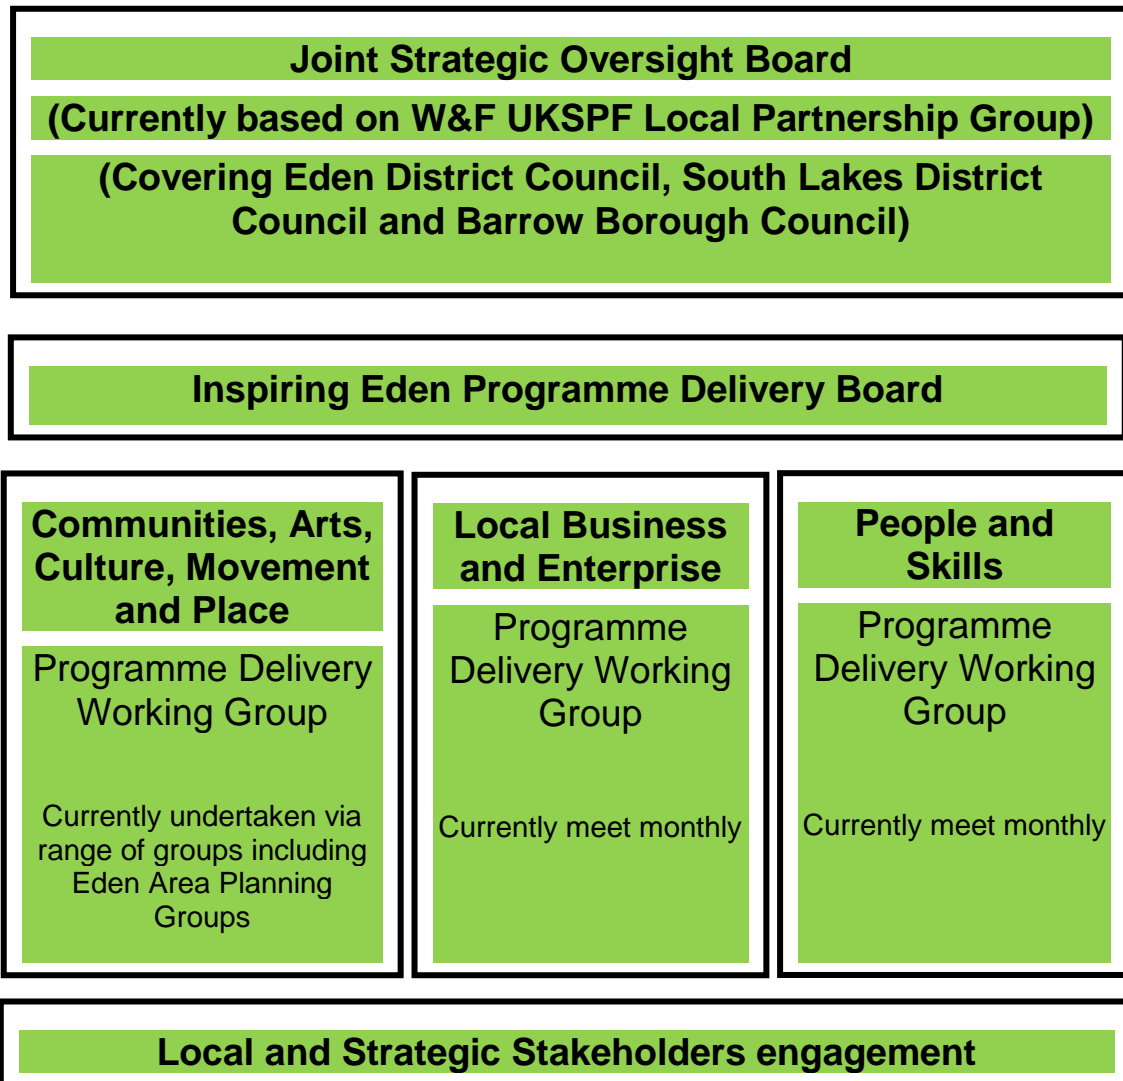 Joint Strategic Oversight Board
(Currently based on W&F UKSPF Local Partnership Group)
(Covering Eden District Council, South Lakes District
Council and Barrow Borough Council)
Inspiring Eden Programme Delivery Board
Communities, Arts,
Culture, Movement
and Place
Programme Delivery
Working Group
Currently undertaken via
range of groups including
Eden Area Planning
Groups
Local Business
and Enterprise
Programme
Delivery Working
Group
Currently meet monthly
People and
Skills
Programme
Delivery Working
Group
Currently meet monthly
Local and Strategic Stakeholders engagement